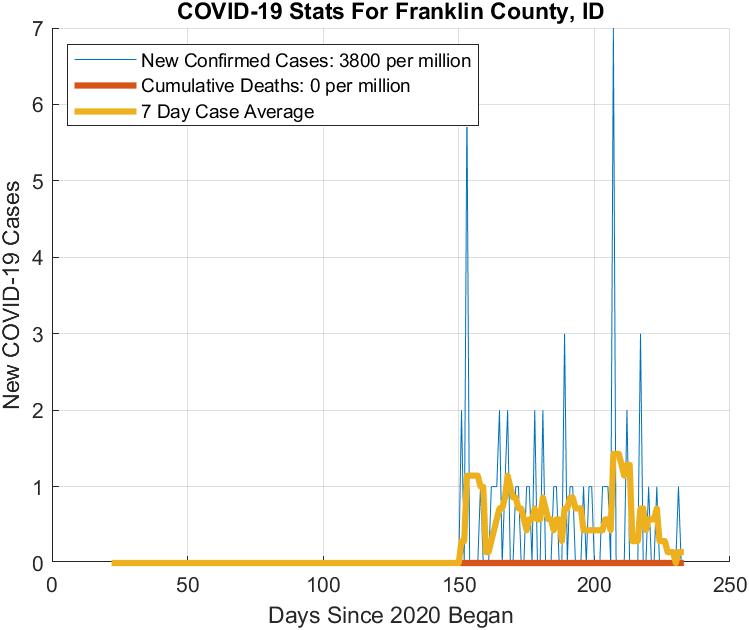 COVID-19 Stats For Franklin County, ID
New Confirmed Cases: 3800 per million
Cumulative Deaths: 0 per million
7 Day Case Average
New COVID-19 Cases
7
6
5
4
3
2
1
0
0 50 100 150 200 250
Days Since 2020 Began